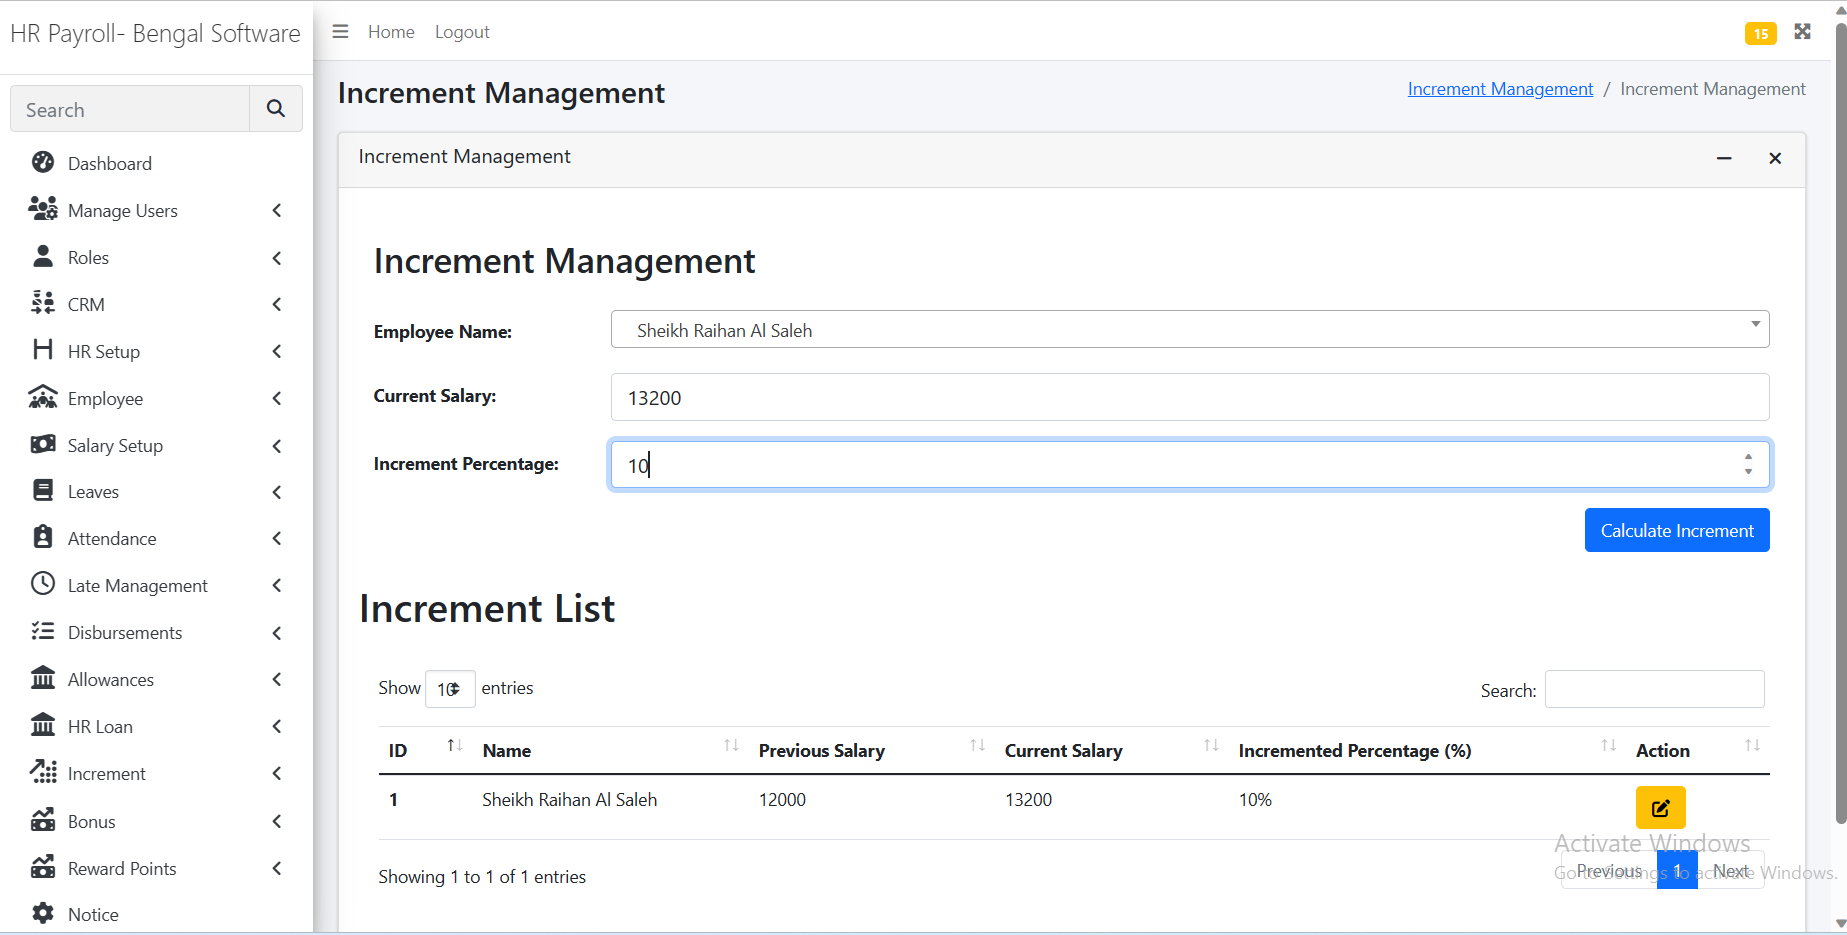 HR Payroll- Bengal Software
Home Logout
15
Search
Dashboard
Manage Users
Roles
CRM
HR Setup
Employee
Salary Setup
Leaves
Attendance
Late Management
Disbursements
Allowances
HR Loan
Increment
Bonus
Reward Points
Notice
Increment Management
Increment Management / Increment Management
Increment Management
Increment Management
Employee Name: Sheikh Raihan Al Saleh
Current Salary: 13200
Increment Percentage: 10
Calculate Increment
Increment List
Show 10 entries
Search:
ID Name Previous Salary Current Salary Incremented Percentage (%) Action
1 Sheikh Raihan Al Saleh 12000 13200 10%
Showing 1 to 1 of 1 entries
Previous 1 Next
Activate Windows
Go to Settings to activate Windows.